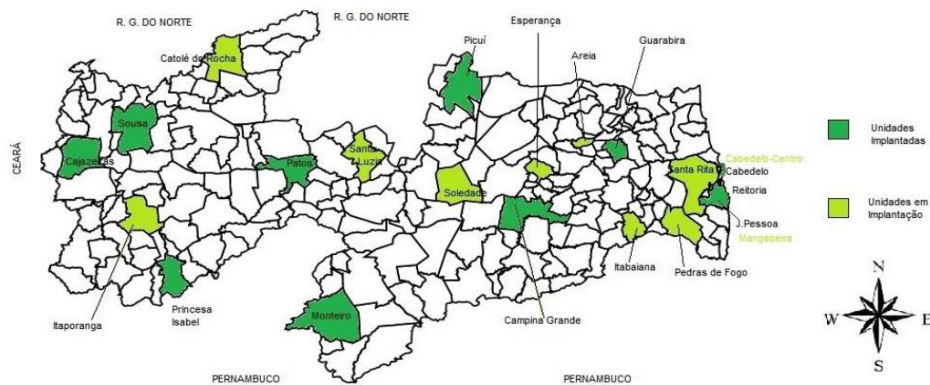 R. G. DO NORTE
R. G. DO NORTE
Esperança
Picuí
Guarabira
Areia
Catolé do Rocha
CEARÁ
Sousa
Cajazeiras
Patos
Santa
Luzia
Soledade
Santa Rita
Cabedelo-Centro
Cabedelo
Reitoria
J.Pessoa
Mangabeira
Itabaiana
Pedras de Fogo
Itaporanga
Princesa
Isabel
Monteiro
Campina Grande
PERNAMBUCO
PERNAMBUCO
Unidades
Implantadas
Unidades em
Implantação
N
W
E
S